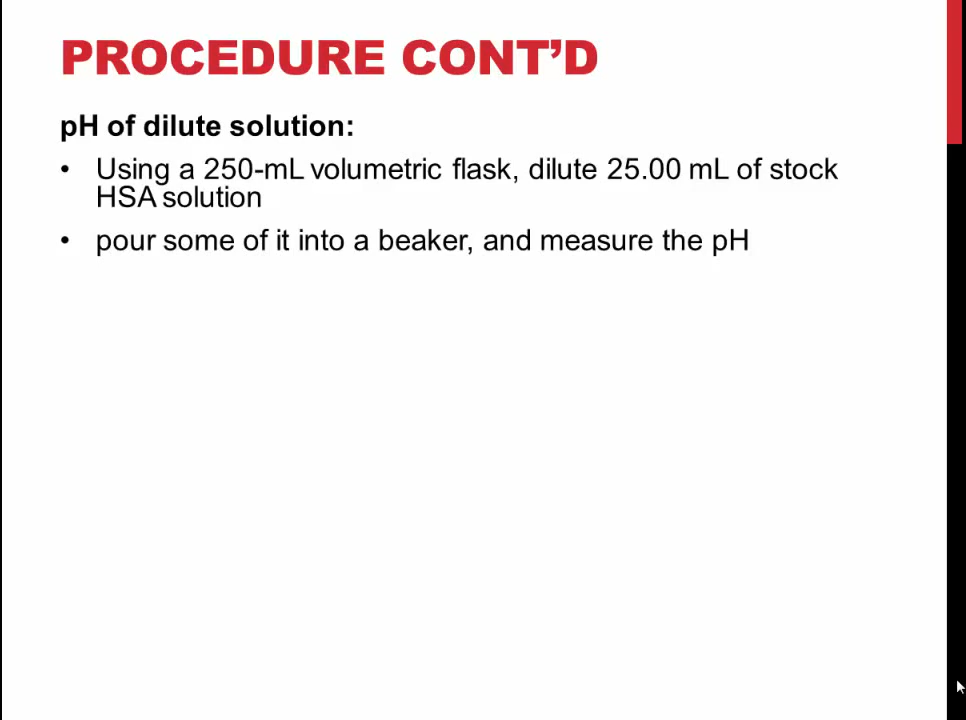 PROCEDURE CONT’D
pH of dilute solution:
• Using a 250-mL volumetric flask, dilute 25.00 mL of stock
HSA solution
• pour some of it into a beaker, and measure the pH